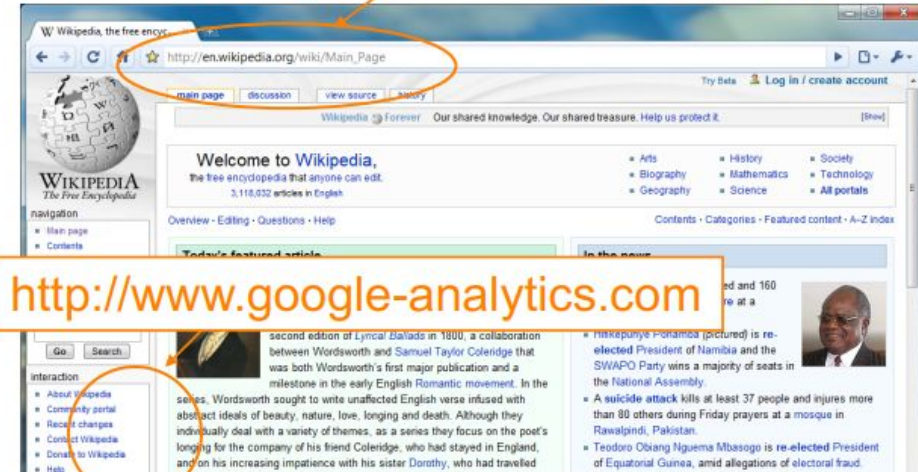 Wikipedia, the free encyc...
http://en.wikipedia.org/wiki/Main_Page
Try Beta Log in / create account
main page discussion view source history
Wikipedia Forever Our shared knowledge. Our shared treasure. Help us protect it. [Show]
WIKIPEDIA
The Free Encyclopedia
Welcome to Wikipedia,
the free encyclopedia that anyone can edit.
3,118,032 articles in English
Arts History Society
Biography Mathematics Technology
Geography Science All portals
navigation
Main page
Contents
Overview · Editing · Questions · Help
Contents · Categories · Featured content · A–Z index
Today's featured article
In the news
http://www.google-analytics.com
Go Search
interaction
About Wikipedia
Community portal
Recent changes
Contact Wikipedia
Donate to Wikipedia
Help
second edition of Lyrical Ballads in 1800, a collaboration
between Wordsworth and Samuel Taylor Coleridge that
was both Wordsworth's first major publication and a
milestone in the early English Romantic movement. In the
series, Wordsworth sought to write unaffected English verse infused with
abstract ideals of beauty, nature, love, longing and death. Although they
individually deal with a variety of themes, as a series they focus on the poet's
longing for the company of his friend Coleridge, who had stayed in England,
and on his increasing impatience with his sister Dorothy, who had travelled
ed and 160
re at a
Hifikepunye Pohamba (pictured) is re-
elected President of Namibia and the
SWAPO Party wins a majority of seats in
the National Assembly.
A suicide attack kills at least 37 people and injures more
than 80 others during Friday prayers at a mosque in
Rawalpindi, Pakistan.
Teodoro Obiang Nguema Mbasogo is re-elected President
of Equatorial Guinea, amid allegations of electoral fraud.